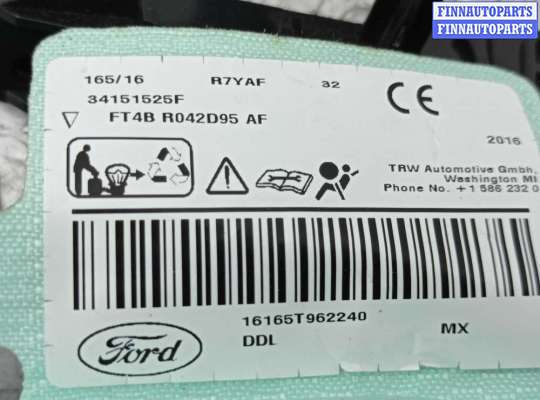 FINNAUTOPARTS
FINNAUTOPARTS
165/16 R7YAF 32
34151525F
FT4B R042D95 AF
CE
2016
TRW Automotive Gmbh,
Washington MI
Phone No. +1 586 232 0
16165T962240
DDL MX
Ford